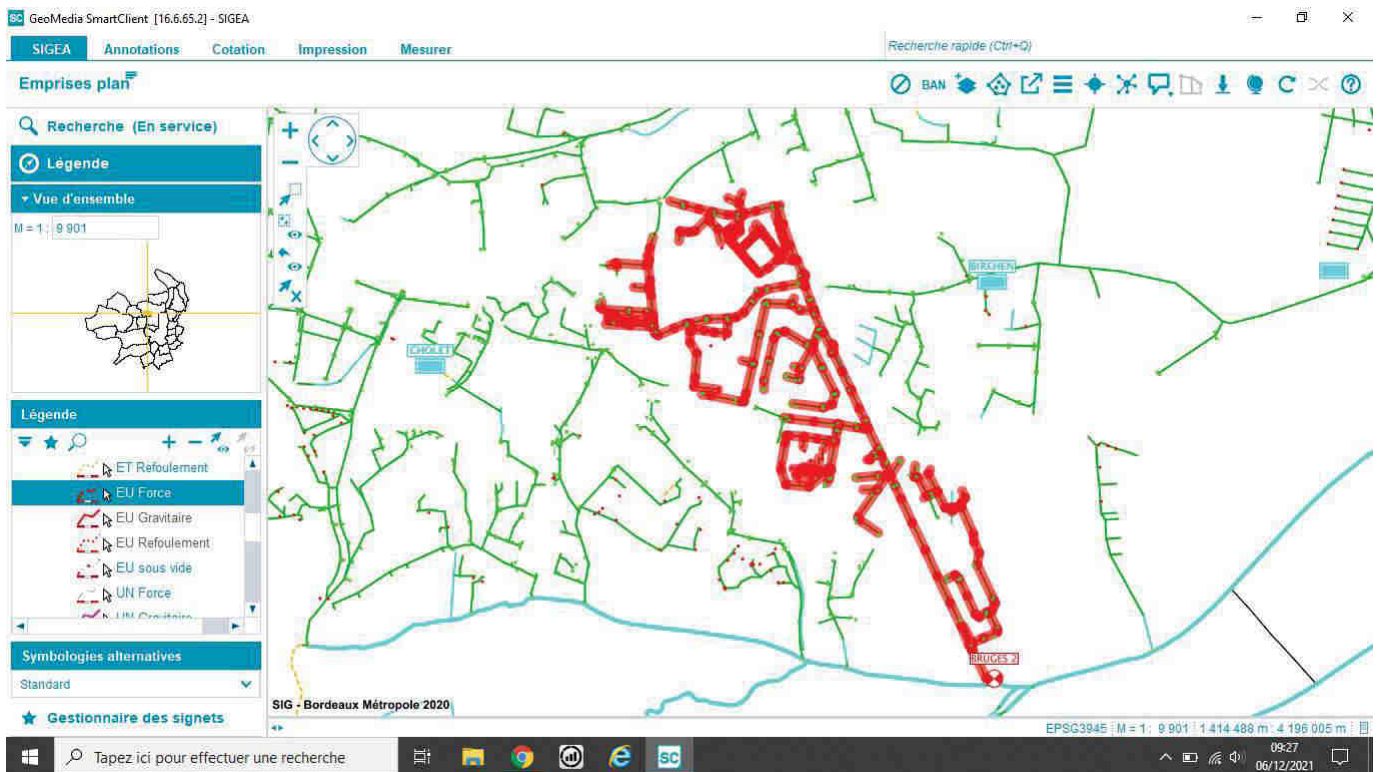 SC GeoMedia SmartClient [16.6.65.2] - SIGEA
SIGEA Annotations Cotation Impression Mesurer
Recherche rapide (Ctrl+Q)
Emprises plan
BAN
Recherche (En service)
Légende
Vue d'ensemble
M = 1 : 9 901
Légende
ET Refoulement
EU Force
EU Gravitaire
EU Refoulement
EU sous vide
UN Force
UN Gravitaire
Symbologies alternatives
Standard
Gestionnaire des signets
BIRCHEN
CHOLET
BRUGES 2
SIG - Bordeaux Métropole 2020
EPSG3945 M = 1 : 9 901 1 414 488 m : 4 196 005 m
Tapez ici pour effectuer une recherche
SC
09:27
06/12/2021